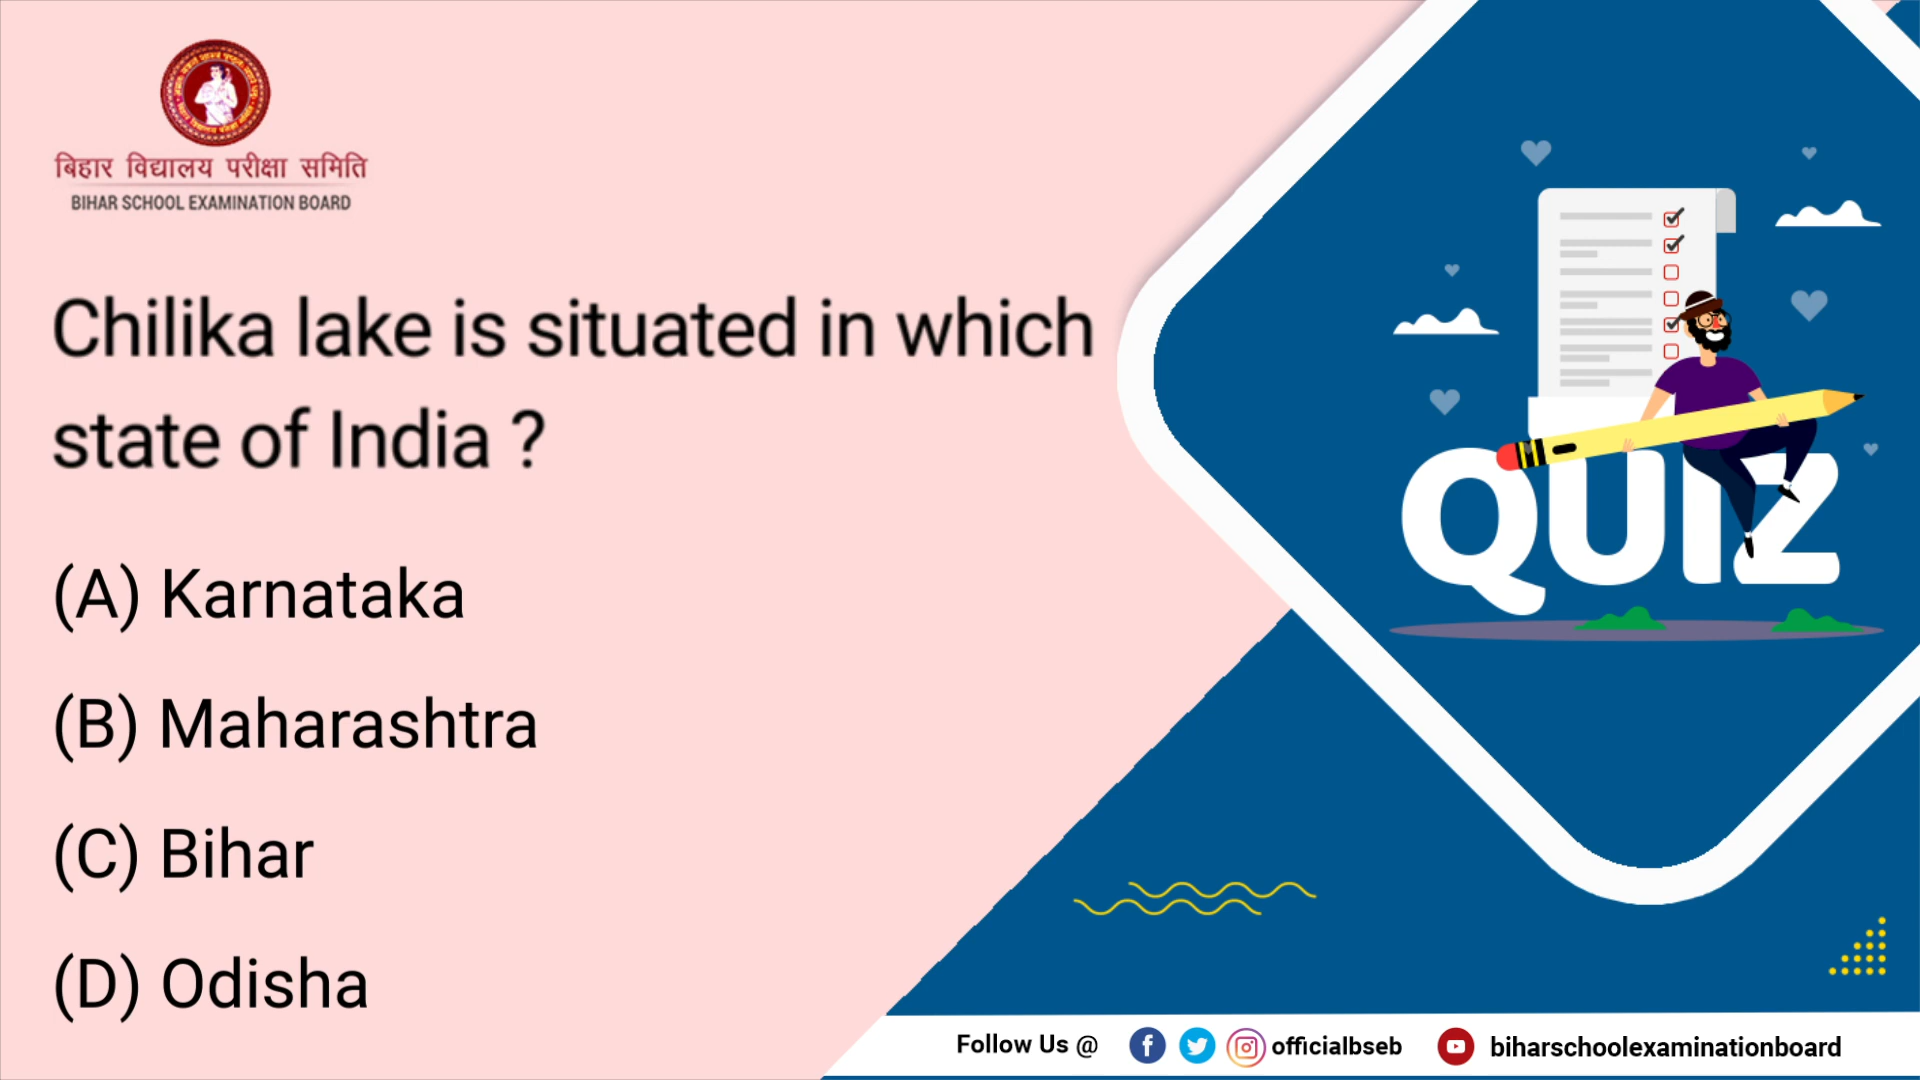 बिहार विद्यालय परीक्षा समिति
BIHAR SCHOOL EXAMINATION BOARD
Chilika lake is situated in which
state of India ?
(A) Karnataka
(B) Maharashtra
(C) Bihar
(D) Odisha
QUIZ
Follow Us @ officialbseb biharschoolexaminationboard